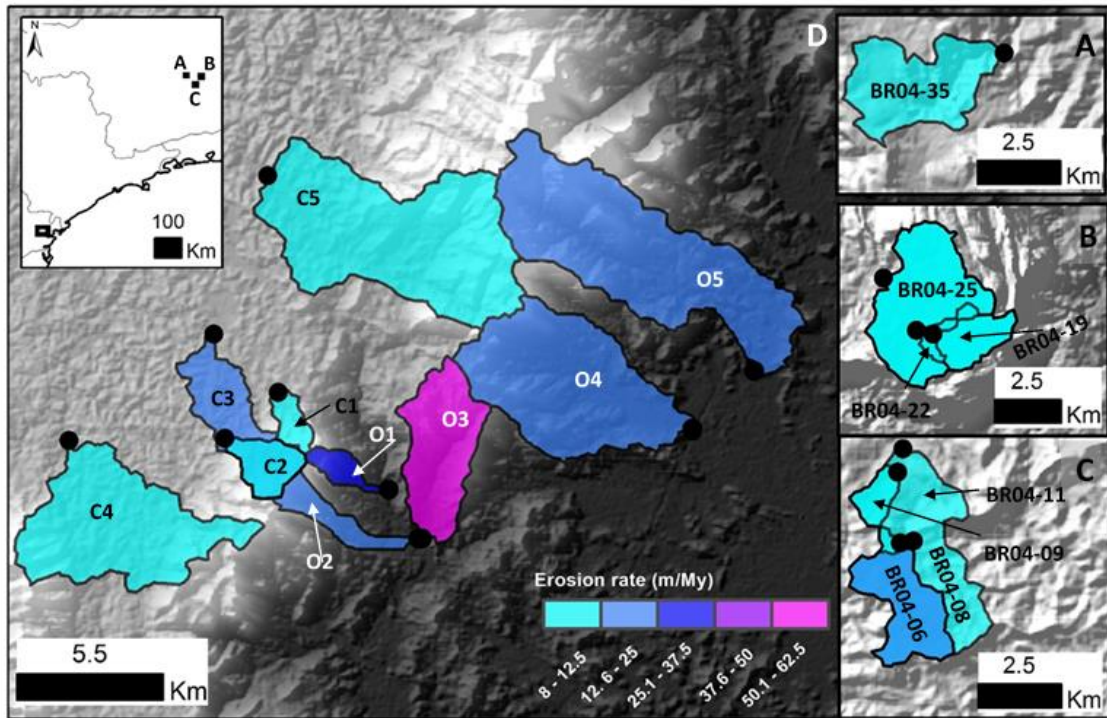 N
A
B
C
100
Km
D
C5
O5
O4
C3
C1
O3
O1
C2
C4
O2
Erosion rate (m/My)
8 - 12.5
12. 6 - 25
25.1 - 37.5
37.6 - 50
50.1 - 62.5
5.5
Km
A
BR04-35
2.5
Km
B
BR04-25
BR04-19
BR04-22
2.5
Km
C
BR04-11
BR04-09
BR04-08
BR04-06
2.5
Km